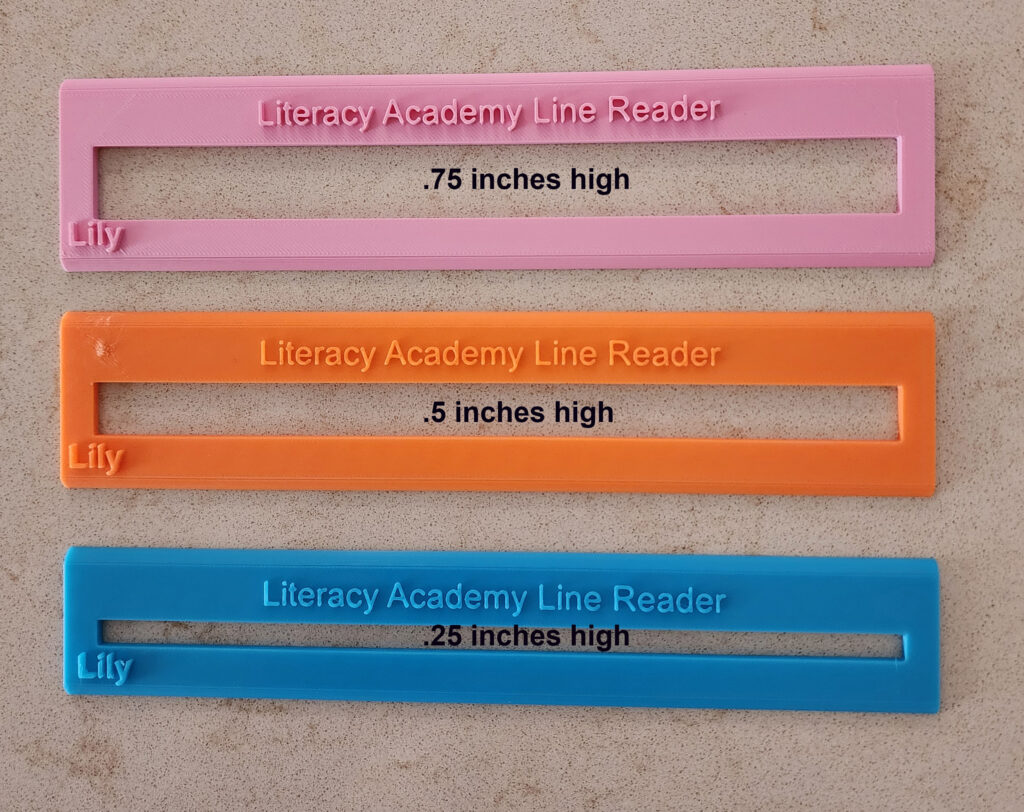 Literacy Academy Line Reader
.75 inches high
Lily
Literacy Academy Line Reader
.5 inches high
Lily
Literacy Academy Line Reader
.25 inches high
Lily